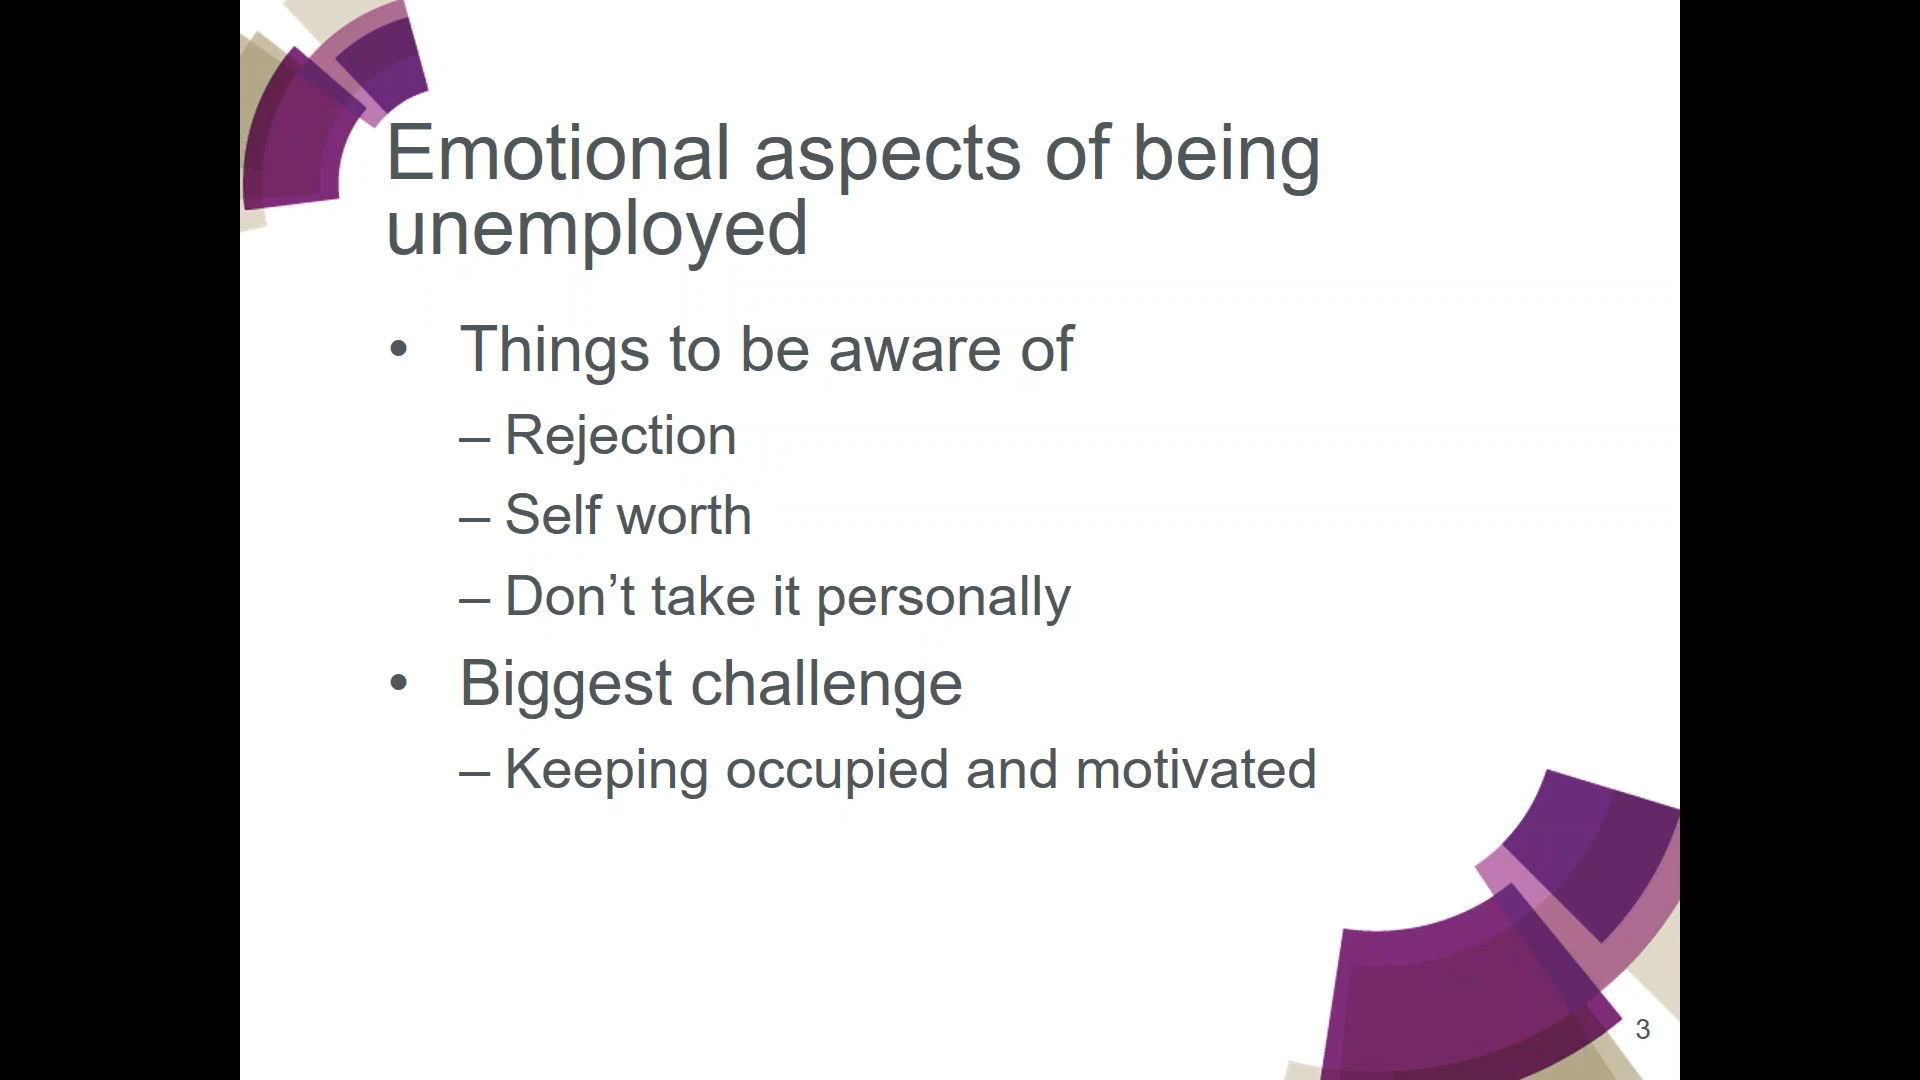 Emotional aspects of being
unemployed
• Things to be aware of
– Rejection
– Self worth
– Don’t take it personally
• Biggest challenge
– Keeping occupied and motivated
3